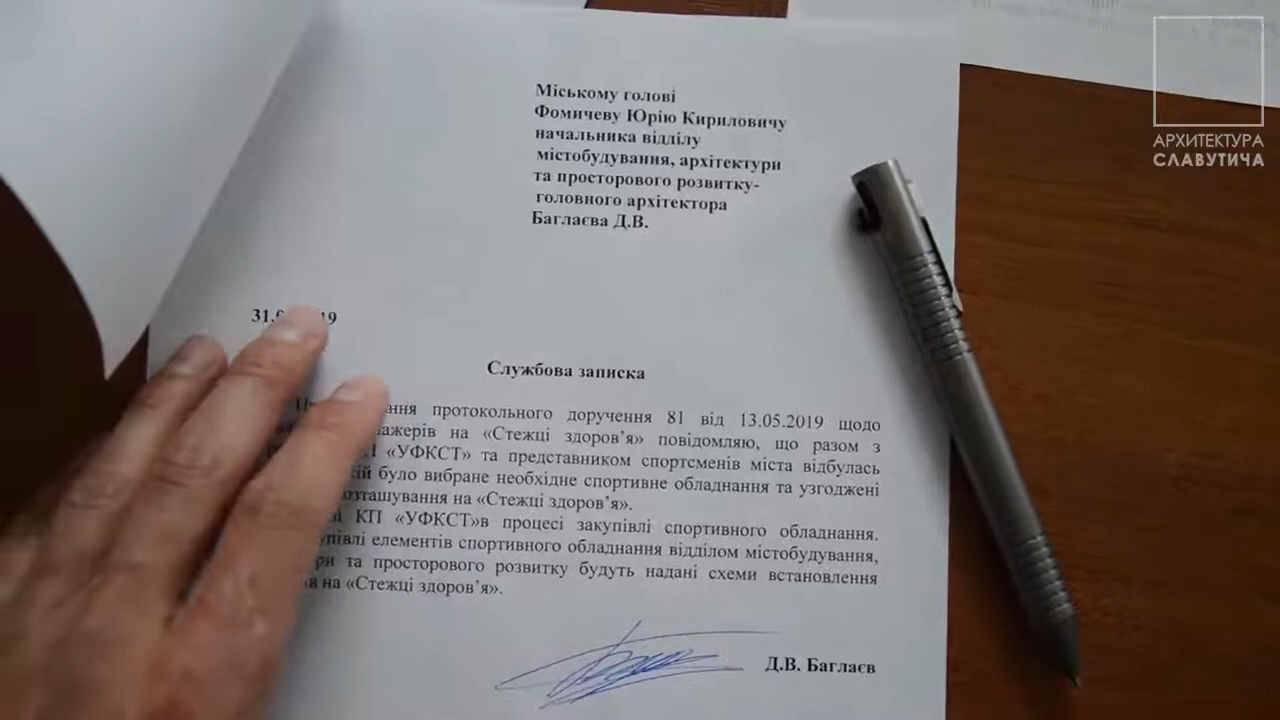 Міському голові
Фомичеву Юрію Кириловичу
начальника відділу
містобудування, архітектури
та просторового розвитку-
головного архітектора
Баглаєва Д.В.
Службова записка
протокольного доручення 81 від 13.05.2019 щодо
на «Стежці здоров’я» повідомляю, що разом з
«УФКСТ» та представником спортсменів міста відбулась
було вибране необхідне спортивне обладнання та узгоджені
на «Стежці здоров’я».
КП «УФКСТ»в процесі закупівлі спортивного обладнання.
елементів спортивного обладнання відділом містобудування,
та просторового розвитку будуть надані схеми встановлення
на «Стежці здоров’я».
Д.В. Баглаєв
АРХИТЕКТУРА
СЛАВУТИЧА